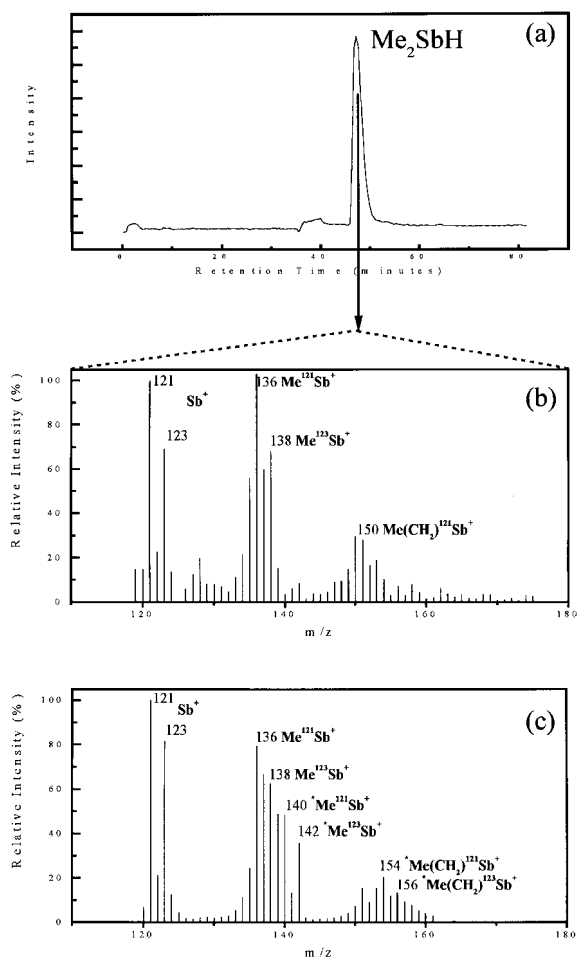 (a)
Me₂SbH
Intensity
0 20 40 60 80
Retention Time (minutes)
(b)
100
80
60
40
20
0
Relative Intensity (%)
121
Sb⁺
123
136 Me¹²¹Sb⁺
138 Me¹²³Sb⁺
150 Me(CH₂)¹²¹Sb⁺
120 140 160 180
m/z
(c)
100
80
60
40
20
0
Relative Intensity (%)
121
Sb⁺
123
136 Me¹²¹Sb⁺
138 Me¹²³Sb⁺
140 *Me¹²¹Sb⁺
142 *Me¹²³Sb⁺
154 *Me(CH₂)¹²¹Sb⁺
156 *Me(CH₂)¹²³Sb⁺
120 140 160 180
m/z